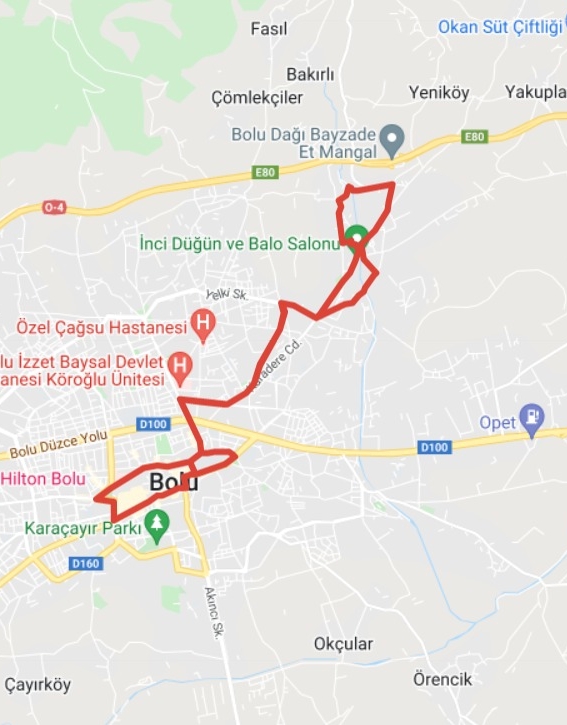 Fasıl
Okan Süt Çiftliği
Bakırlı
Çömlekçiler
Yeniköy
Yakupla
Bolu Dağı Bayzade
Et Mangal
E80
E80
O-4
İnci Düğün ve Balo Salonu
Yelki Sk.
Özel Çağsu Hastanesi
H
lu İzzet Baysal Devlet
anesi Köroğlu Ünitesi
H
Karadere Cd.
D100
Opet
Bolu Düzce Yolu
D100
Hilton Bolu
Bolu
Karaçayır Parkı
D160
Akıncı Sk.
Okçular
Örencik
Çayırköy